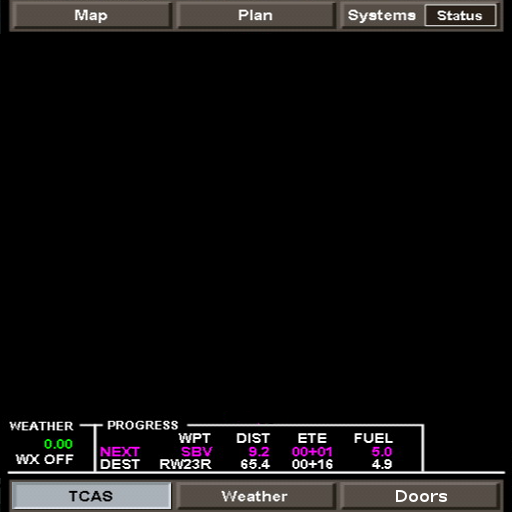 Map Plan Systems Status
WEATHER PROGRESS
WPT DIST ETE FUEL
0.00
NEXT SBV 9.2 00+01 5.0
WX OFF
DEST RW23R 65.4 00+16 4.9
TCAS Weather Doors